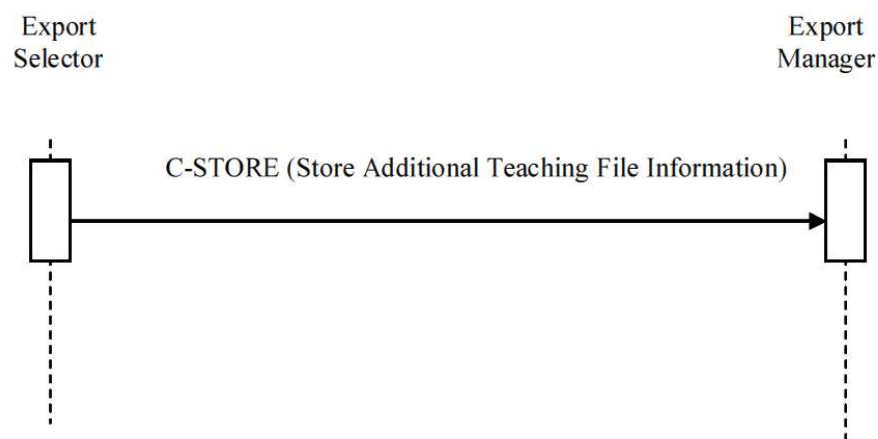 Export
Selector
Export
Manager
C-STORE (Store Additional Teaching File Information)